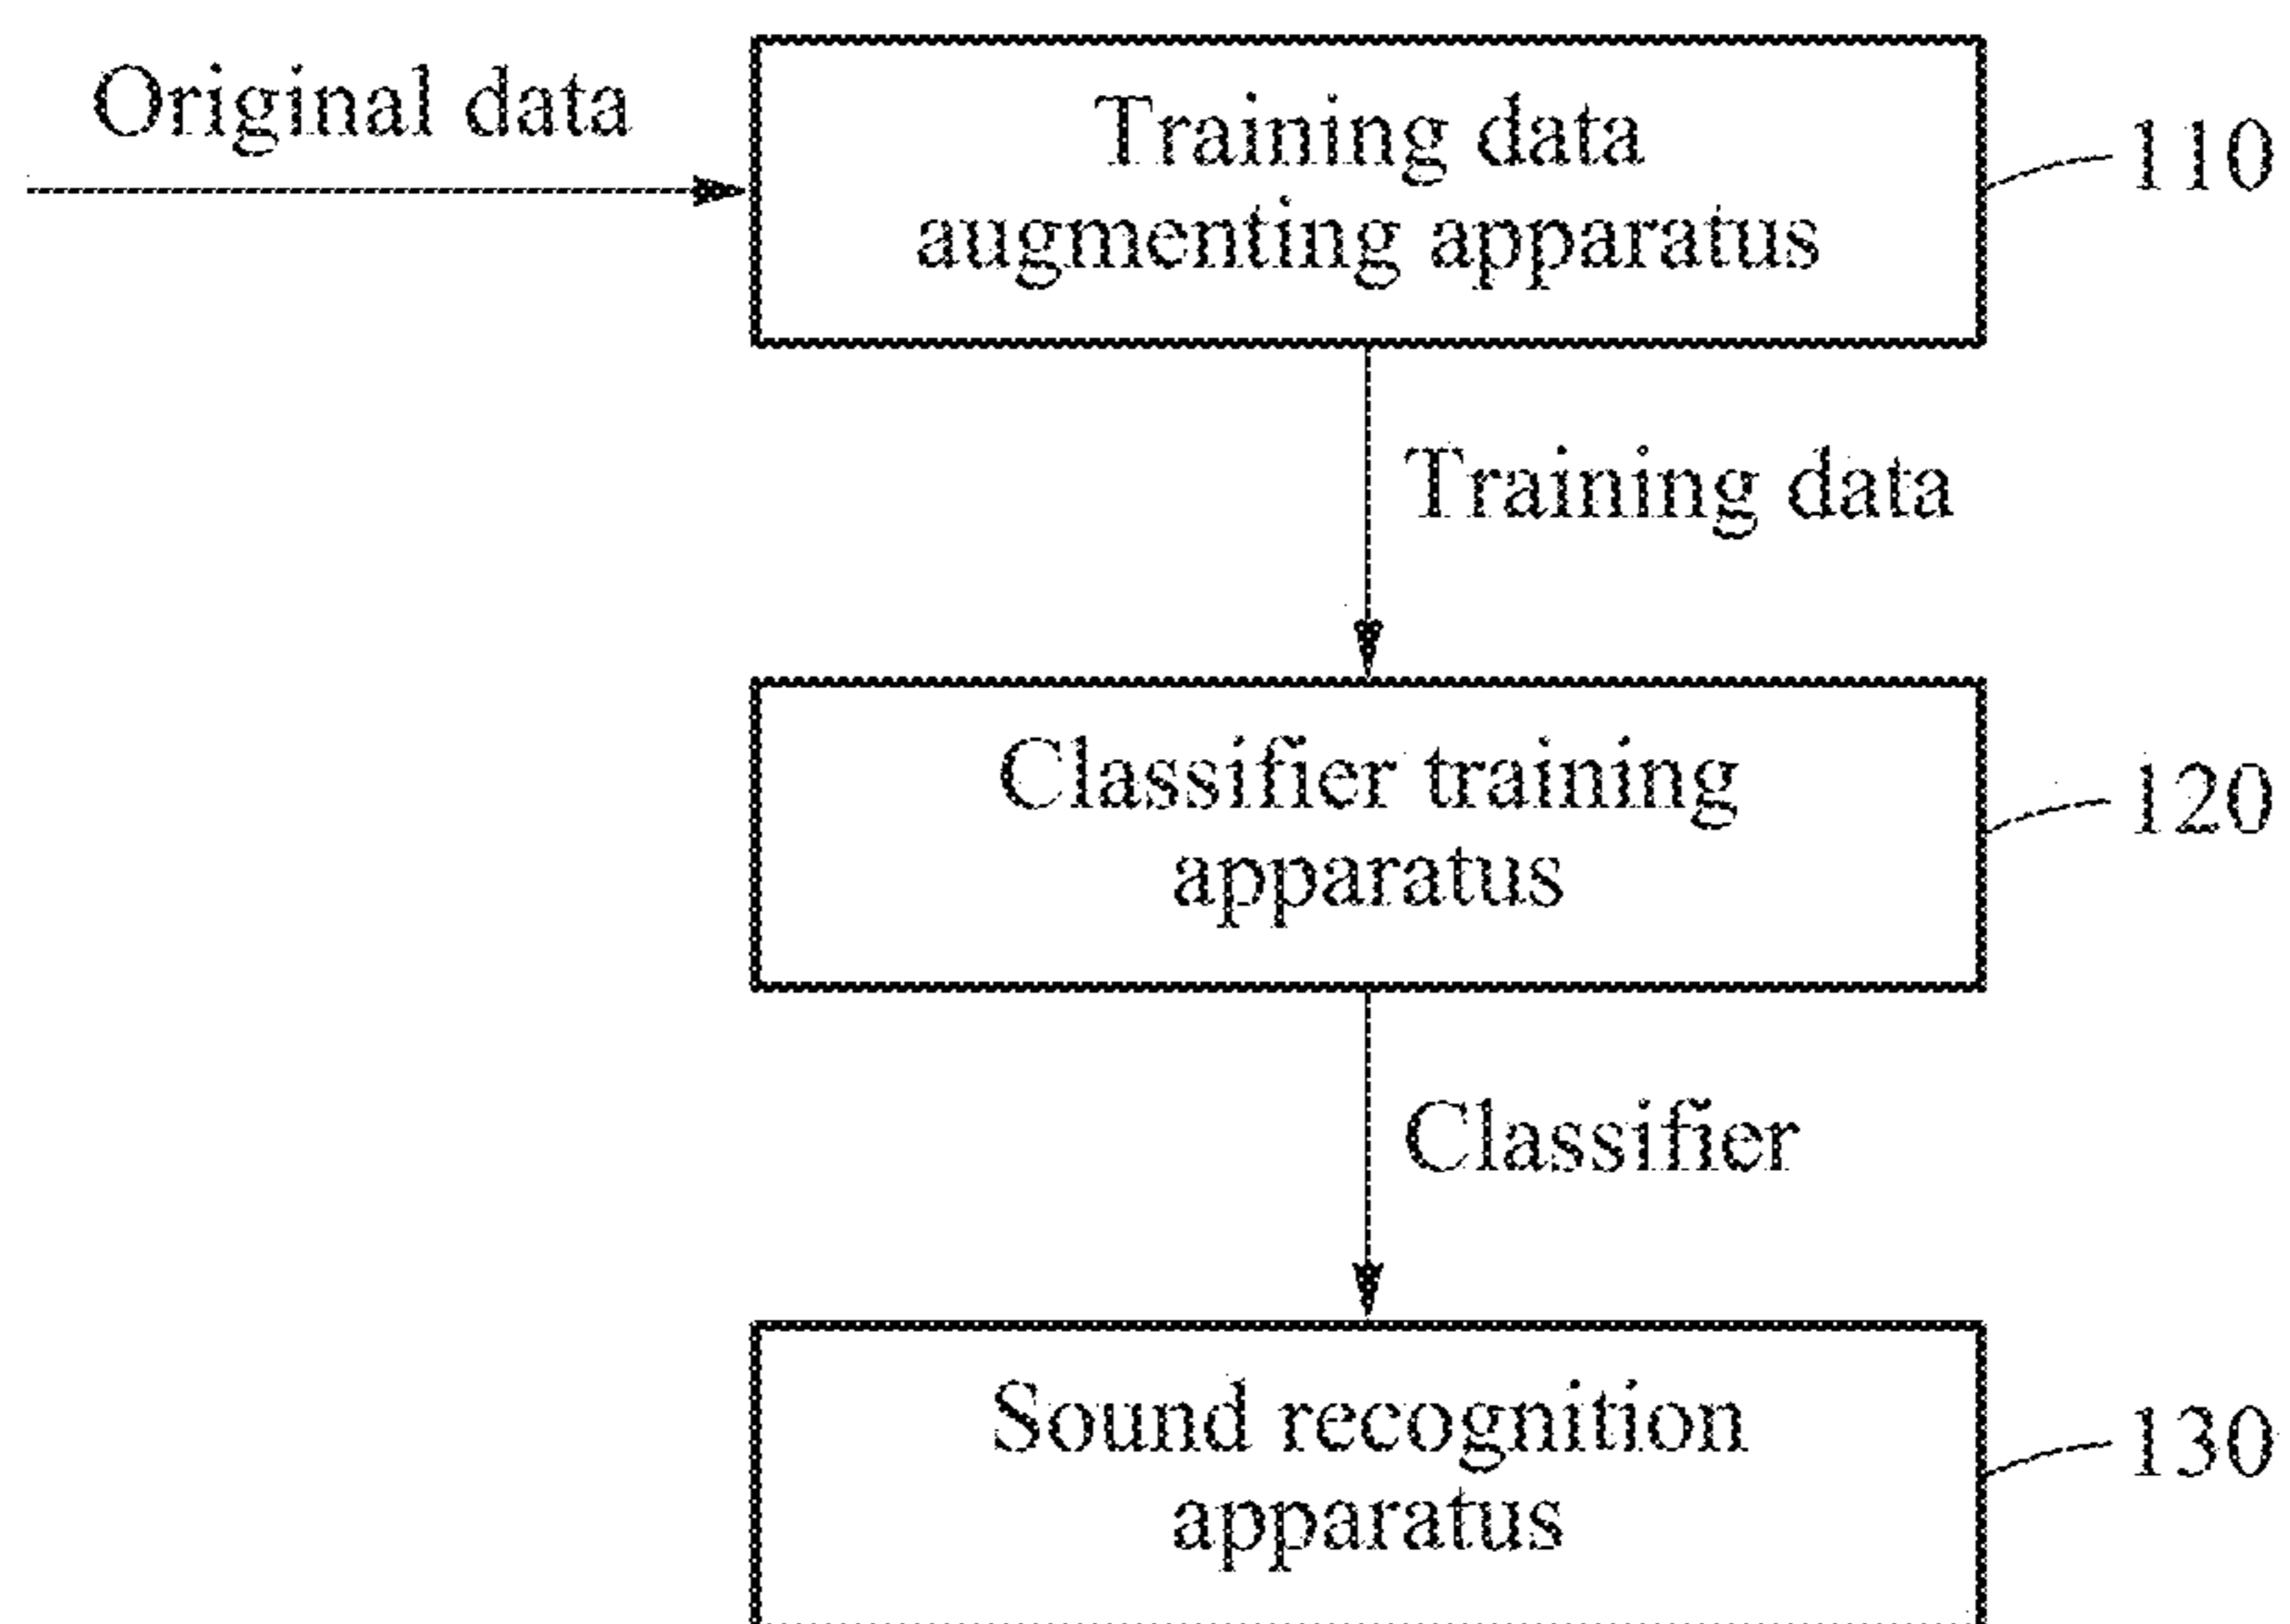 Original data
Training data
augmenting apparatus
110
Training data
Classifier training
apparatus
120
Classifier
Sound recognition
apparatus
130